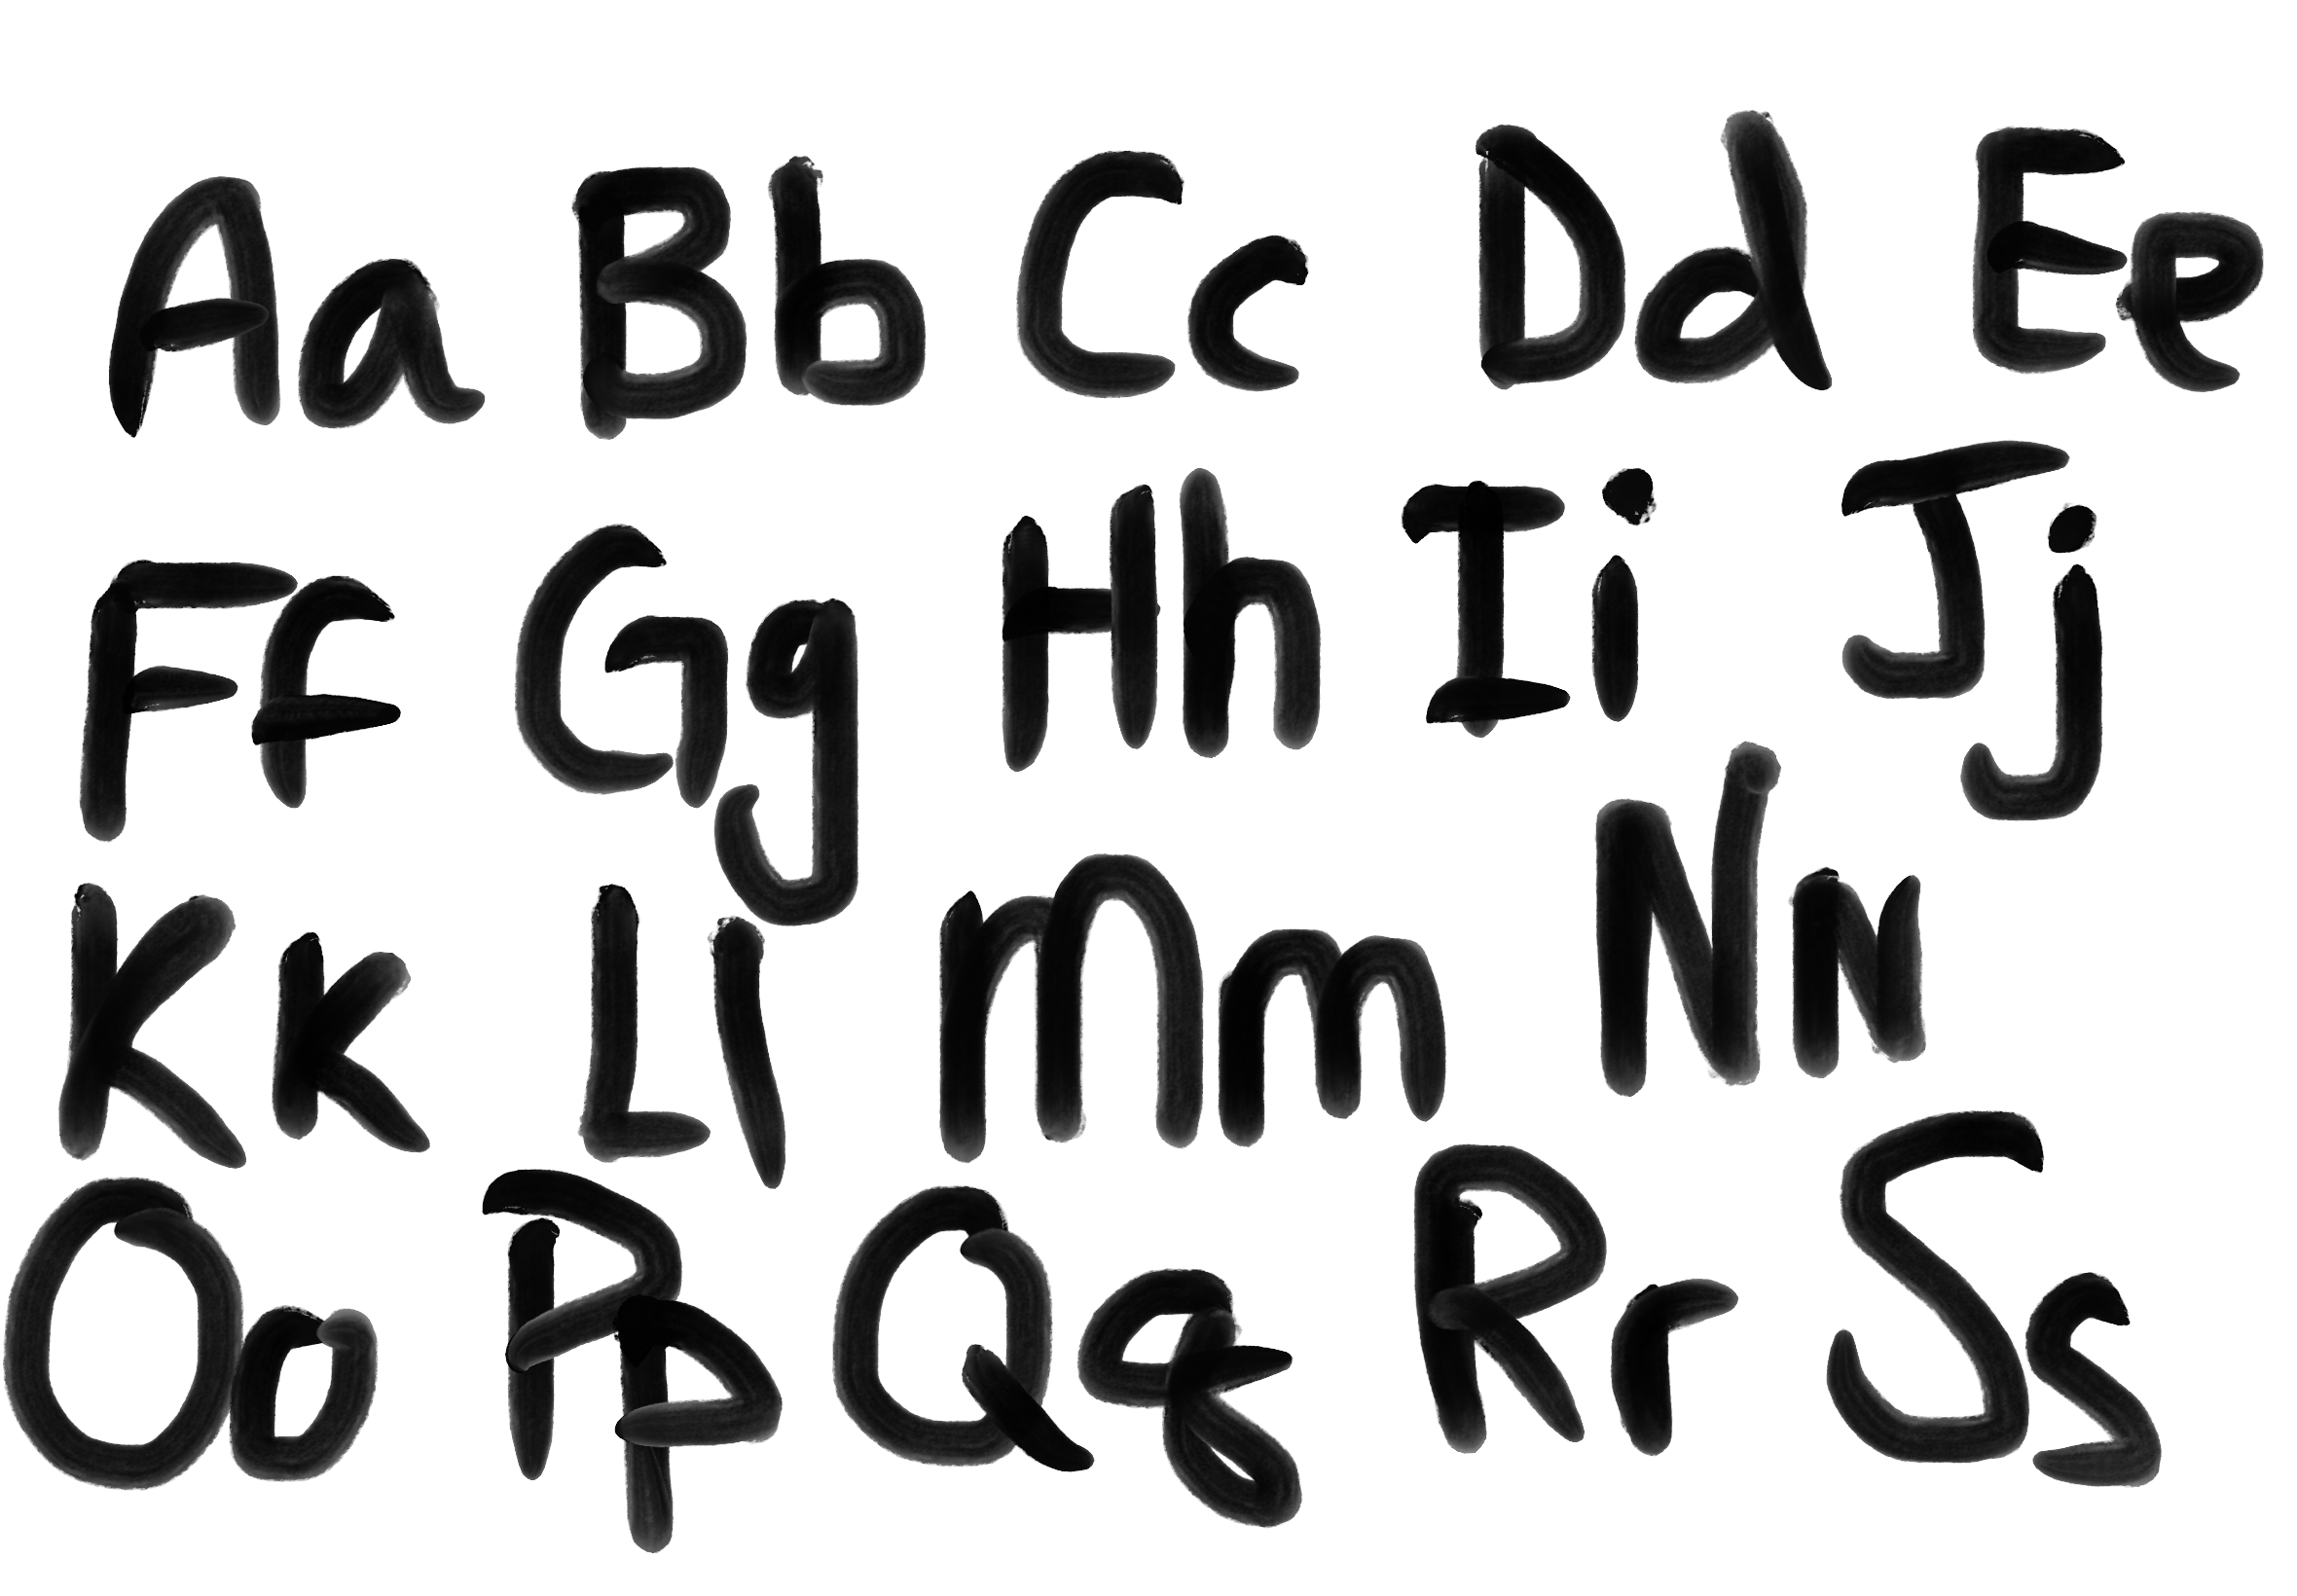 Aa Bb Cc Dd Ee
Ff Gg Hh Ii Jj
Kk Ll Mm Nn
Oo Pp Qq Rr Ss